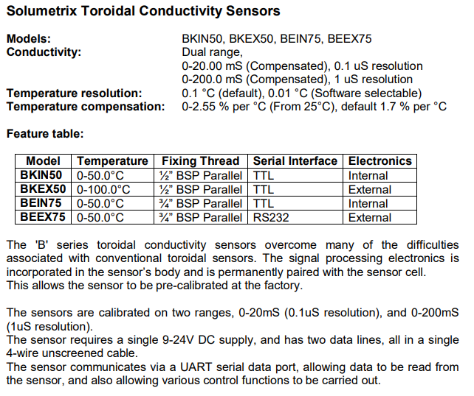 Solumetrix Toroidal Conductivity Sensors
Models: BKIN50, BKEX50, BEIN75, BEEX75
Conductivity: Dual range,
0-20.00 mS (Compensated), 0.1 uS resolution
0-200.0 mS (Compensated), 1 uS resolution
Temperature resolution: 0.1 °C (default), 0.01 °C (Software selectable)
Temperature compensation: 0-2.55 % per °C (From 25°C), default 1.7 % per °C
Feature table:
Model Temperature Fixing Thread Serial Interface Electronics
BKIN50 0-50.0°C ½" BSP Parallel TTL Internal
BKEX50 0-100.0°C ½" BSP Parallel TTL External
BEIN75 0-50.0°C ¾" BSP Parallel TTL Internal
BEEX75 0-50.0°C ¾" BSP Parallel RS232 External
The 'B' series toroidal conductivity sensors overcome many of the difficulties
associated with conventional toroidal sensors. The signal processing electronics is
incorporated in the sensor's body and is permanently paired with the sensor cell.
This allows the sensor to be pre-calibrated at the factory.
The sensors are calibrated on two ranges, 0-20mS (0.1uS resolution), and 0-200mS
(1uS resolution).
The sensor requires a single 9-24V DC supply, and has two data lines, all in a single
4-wire unscreened cable.
The sensor communicates via a UART serial data port, allowing data to be read from
the sensor, and also allowing various control functions to be carried out.